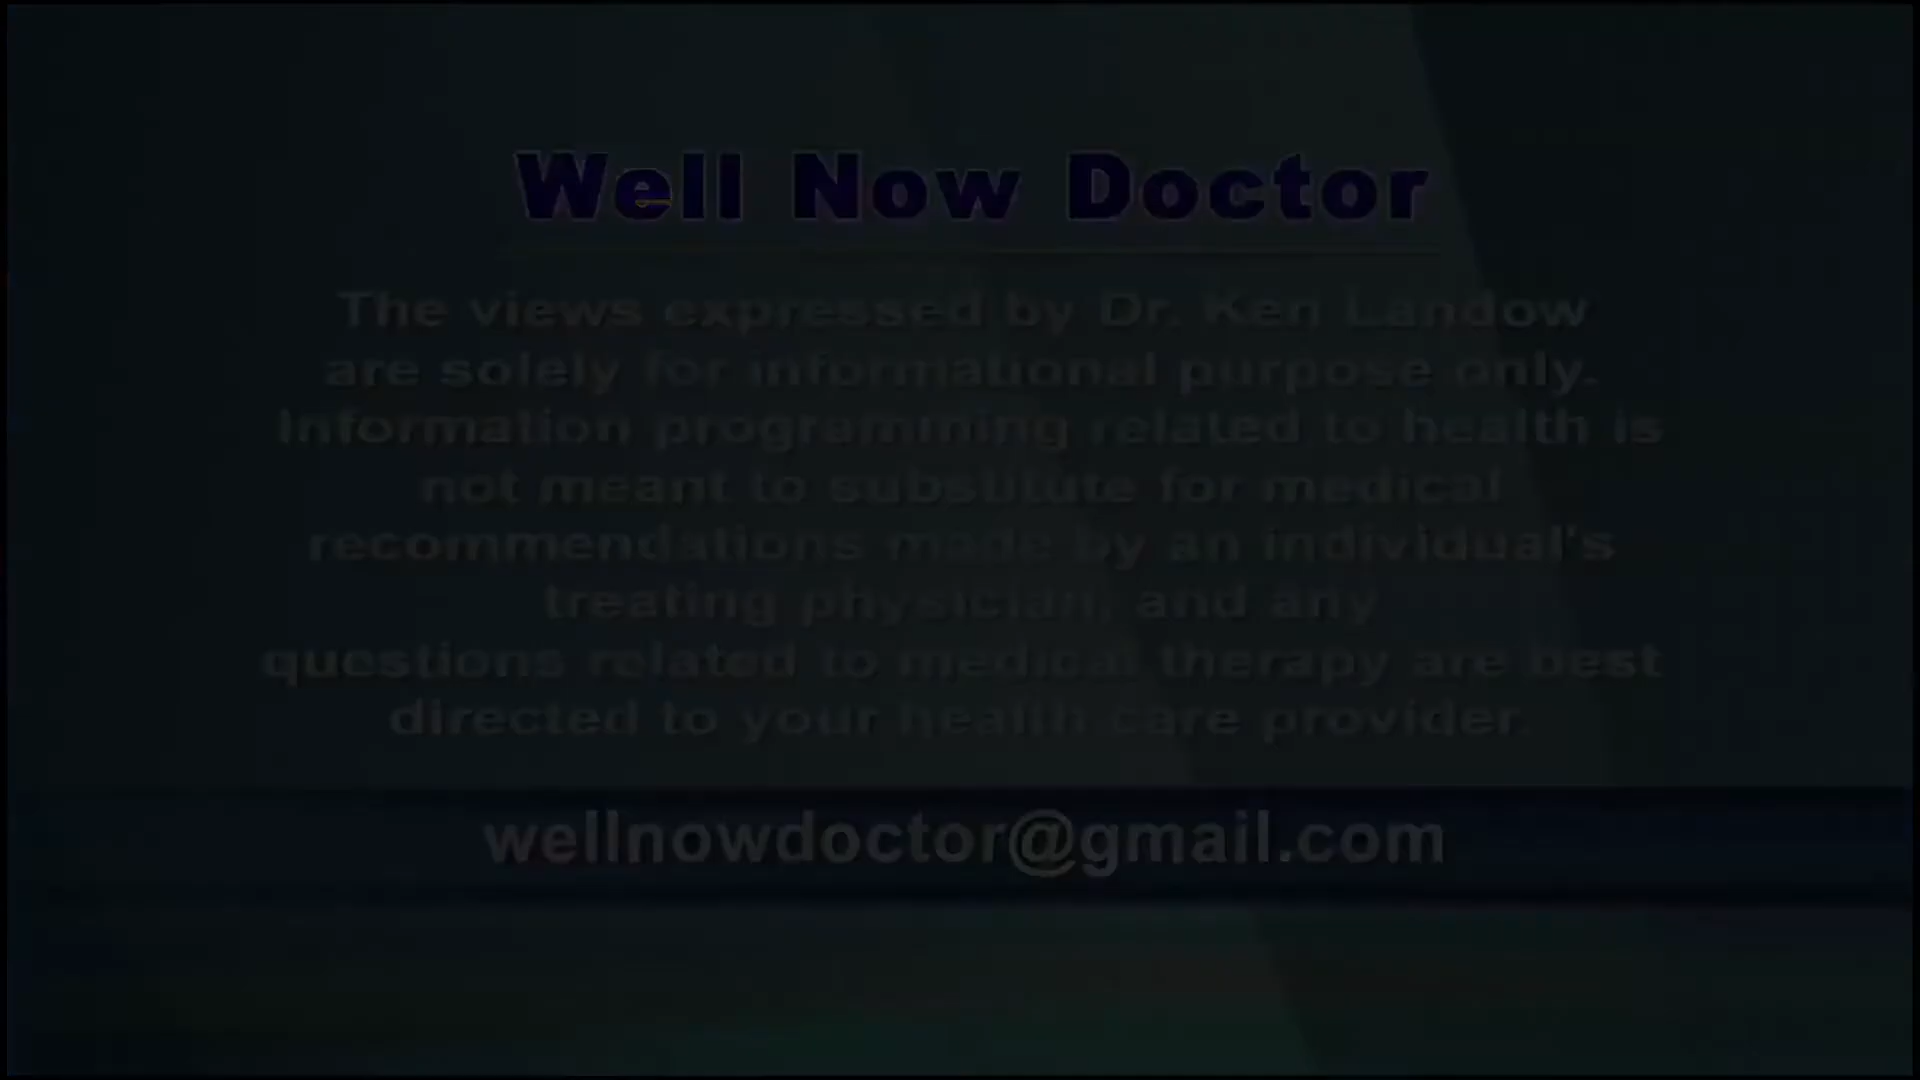 Well Now Doctor
The views expressed by Dr. Ken Landow
are solely for informational purpose only.
Information programming related to health is
not meant to substitute for medical
recommendations made by an individual's
treating physician, and any
questions related to medical therapy are best
directed to your health care provider.
wellnowdoctor@gmail.com